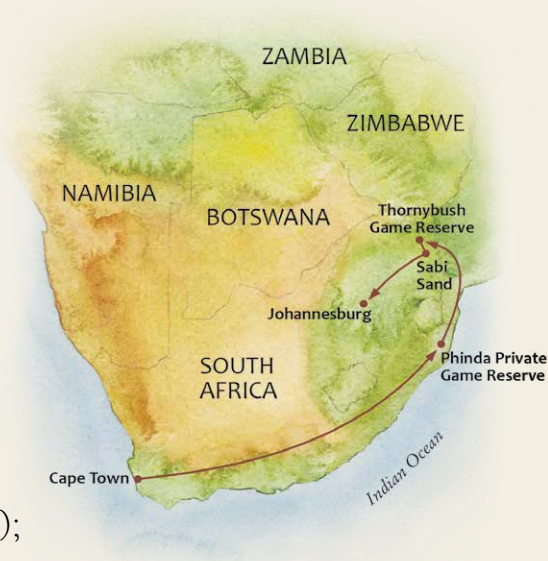 ZAMBIA
ZIMBABWE
NAMIBIA
BOTSWANA
Thornybush
Game Reserve
Sabi
Sand
Johannesburg
Phinda Private
Game Reserve
SOUTH
AFRICA
Indian Ocean
Cape Town
);